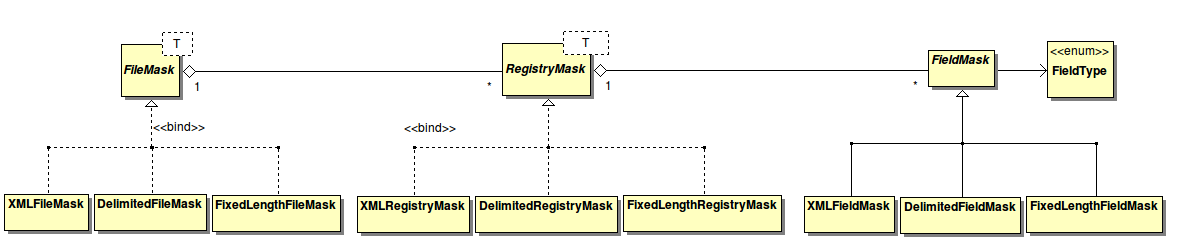 T
FileMask
1
*
T
RegistryMask
1
*
FieldMask
<<enum>>
FieldType
<<bind>>
<<bind>>
XMLFileMask
DelimitedFileMask
FixedLengthFileMask
XMLRegistryMask
DelimitedRegistryMask
FixedLengthRegistryMask
XMLFieldMask
DelimitedFieldMask
FixedLengthFieldMask